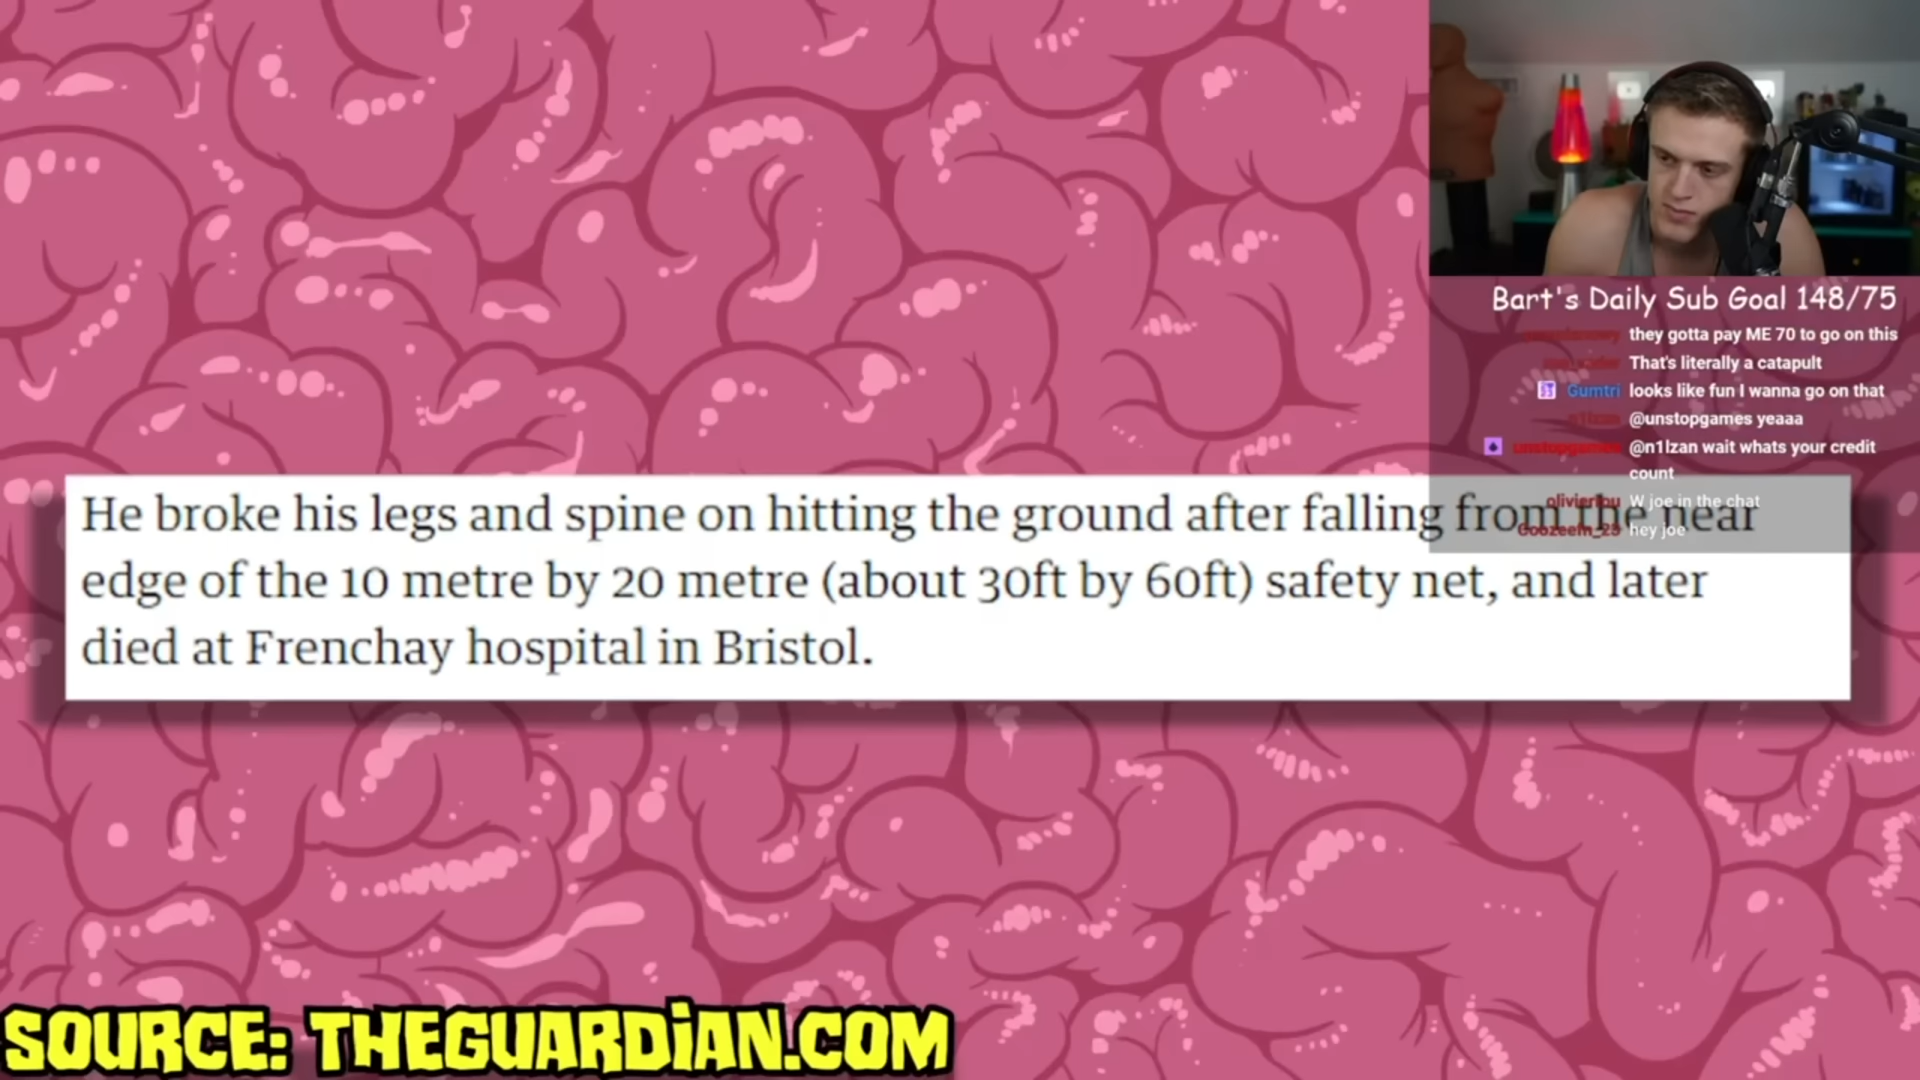 Bart's Daily Sub Goal 148/75
they gotta pay ME 70 to go on this
That's literally a catapult
Gumtri looks like fun I wanna go on that
n1lzan @unstopgames yeaaa
unstopgames @n1lzan wait whats your credit
count
W joe in the chat
Goozeem_23 hey joe
He broke his legs and spine on hitting the ground after falling from the near
edge of the 10 metre by 20 metre (about 30ft by 60ft) safety net, and later
died at Frenchay hospital in Bristol.
SOURCE: THEGUARDIAN.COM